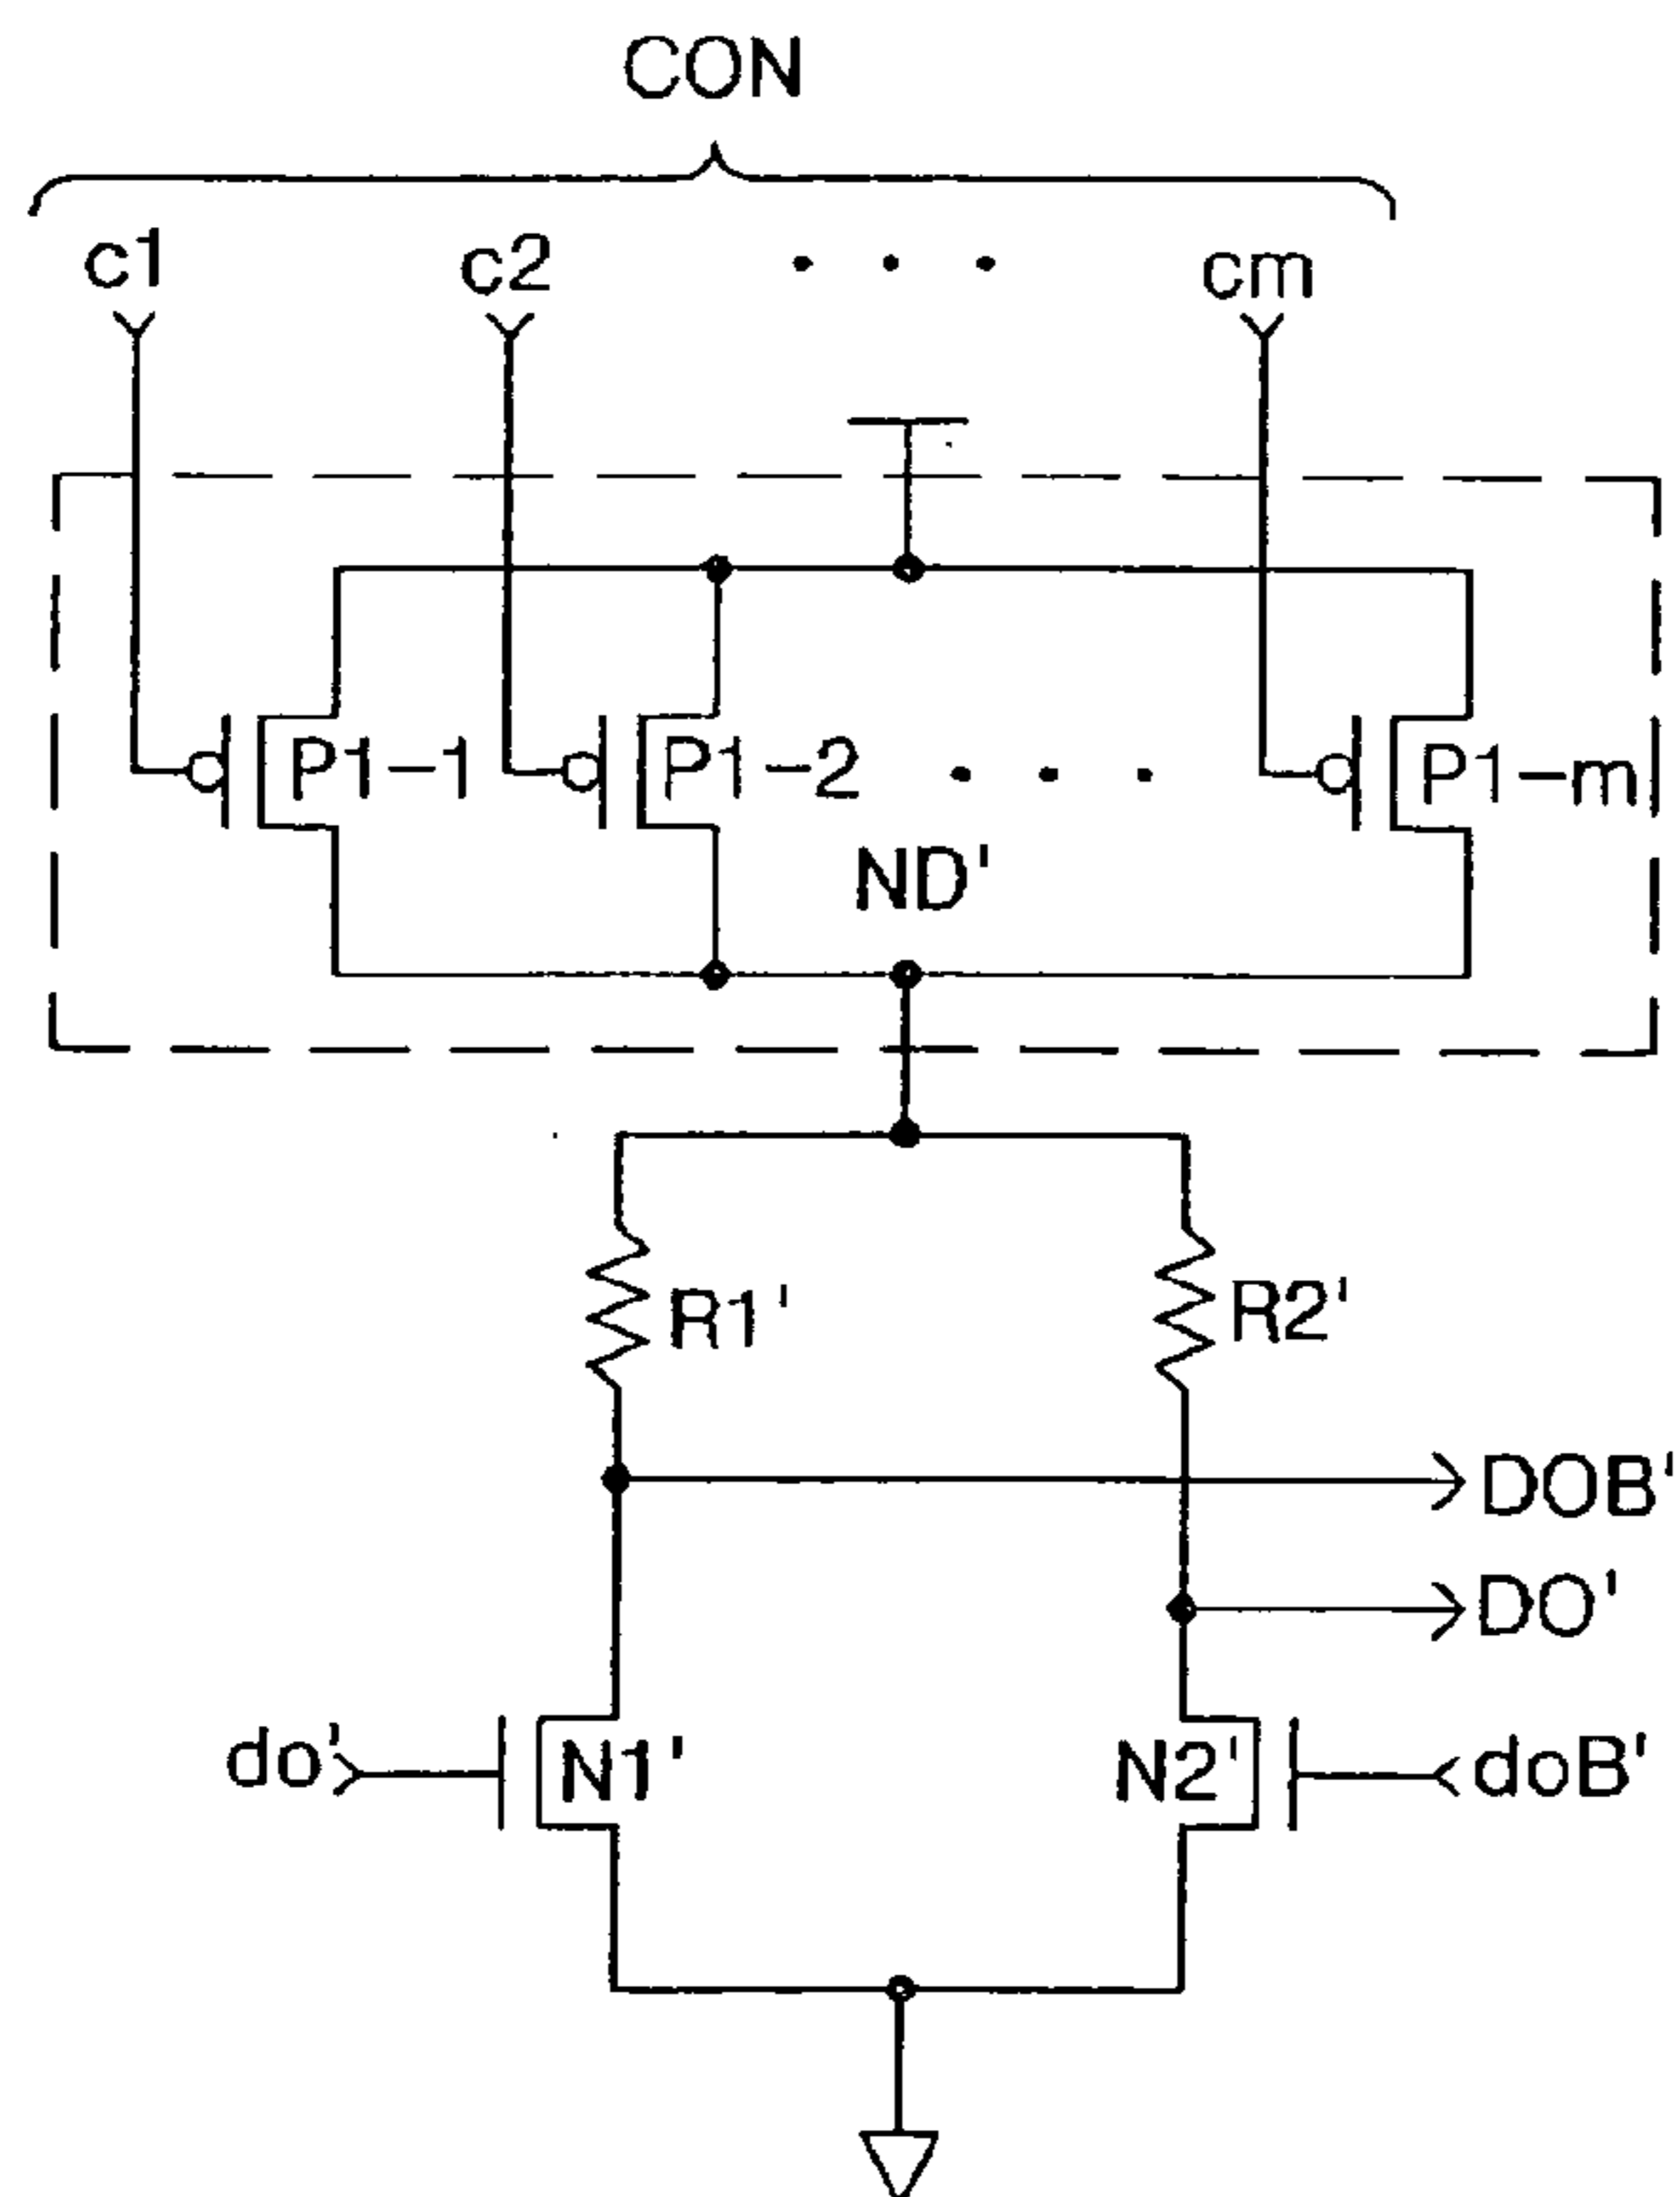 CON
c1 c2 . . . cm
P1-1 P1-2 . . . P1-m
ND'
R1' R2'
DOB'
DO'
do' N1' N2' doB'